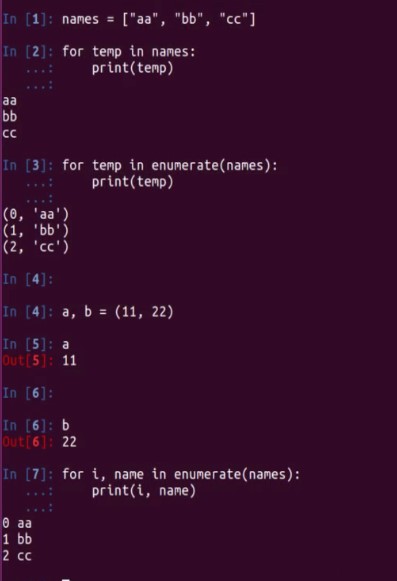 In [1]: names = ["aa", "bb", "cc"]
In [2]: for temp in names:
   ...:     print(temp)
   ...:
aa
bb
cc
In [3]: for temp in enumerate(names):
   ...:     print(temp)
   ...:
(0, 'aa')
(1, 'bb')
(2, 'cc')
In [4]:
In [4]: a, b = (11, 22)
In [5]: a
Out[5]: 11
In [6]:
In [6]: b
Out[6]: 22
In [7]: for i, name in enumerate(names):
   ...:     print(i, name)
   ...:
0 aa
1 bb
2 cc